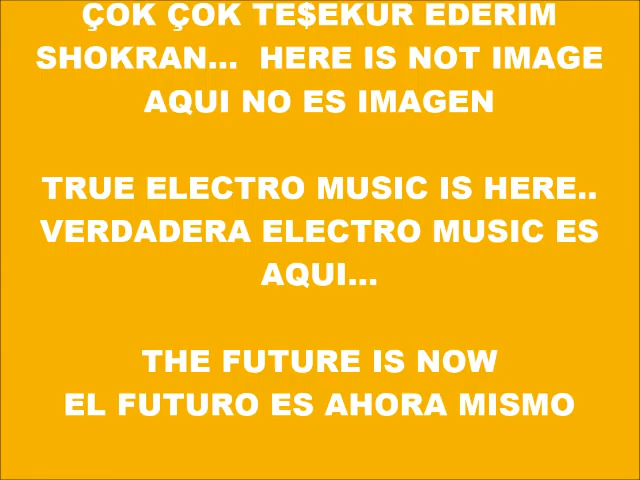 ÇOK ÇOK TE$EKUR EDERIM
SHOKRAN... HERE IS NOT IMAGE
AQUI NO ES IMAGEN
TRUE ELECTRO MUSIC IS HERE..
VERDADERA ELECTRO MUSIC ES
AQUI...
THE FUTURE IS NOW
EL FUTURO ES AHORA MISMO